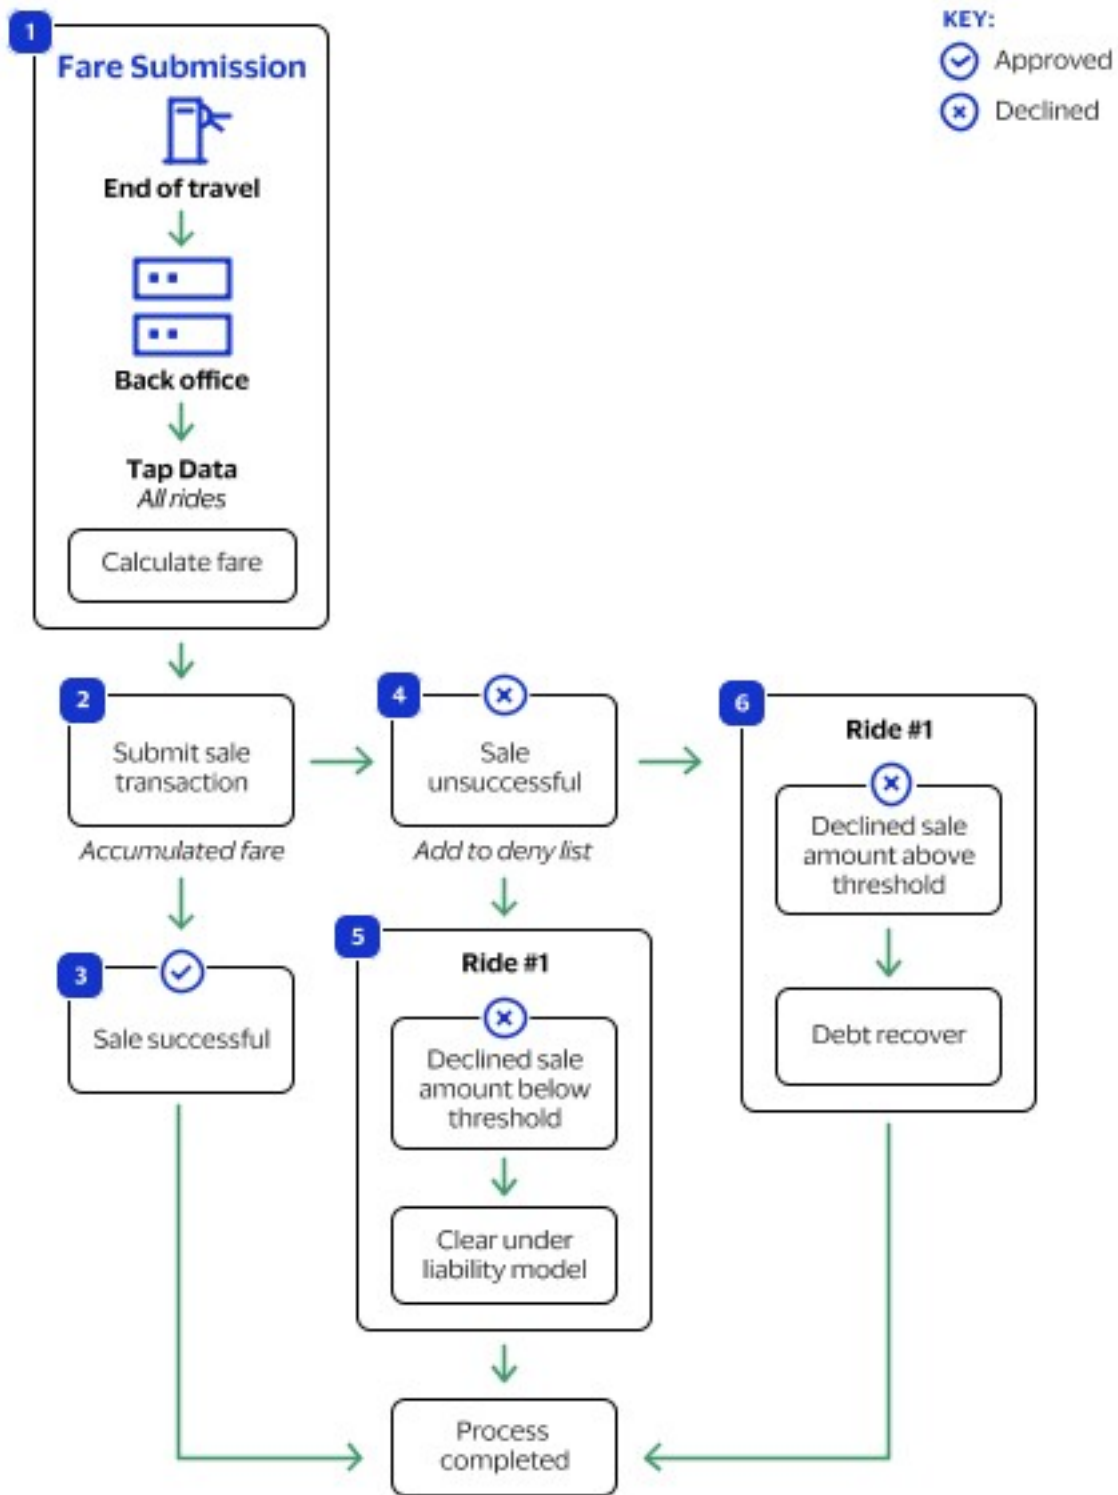 1
Fare Submission
End of travel
Back office
Tap Data
All rides
Calculate fare
KEY:
Approved
Declined
2
Submit sale
transaction
Accumulated fare
3
Sale successful
4
Sale
unsuccessful
Add to deny list
5
Ride #1
Declined sale
amount below
threshold
Clear under
liability model
6
Ride #1
Declined sale
amount above
threshold
Debt recover
Process
completed